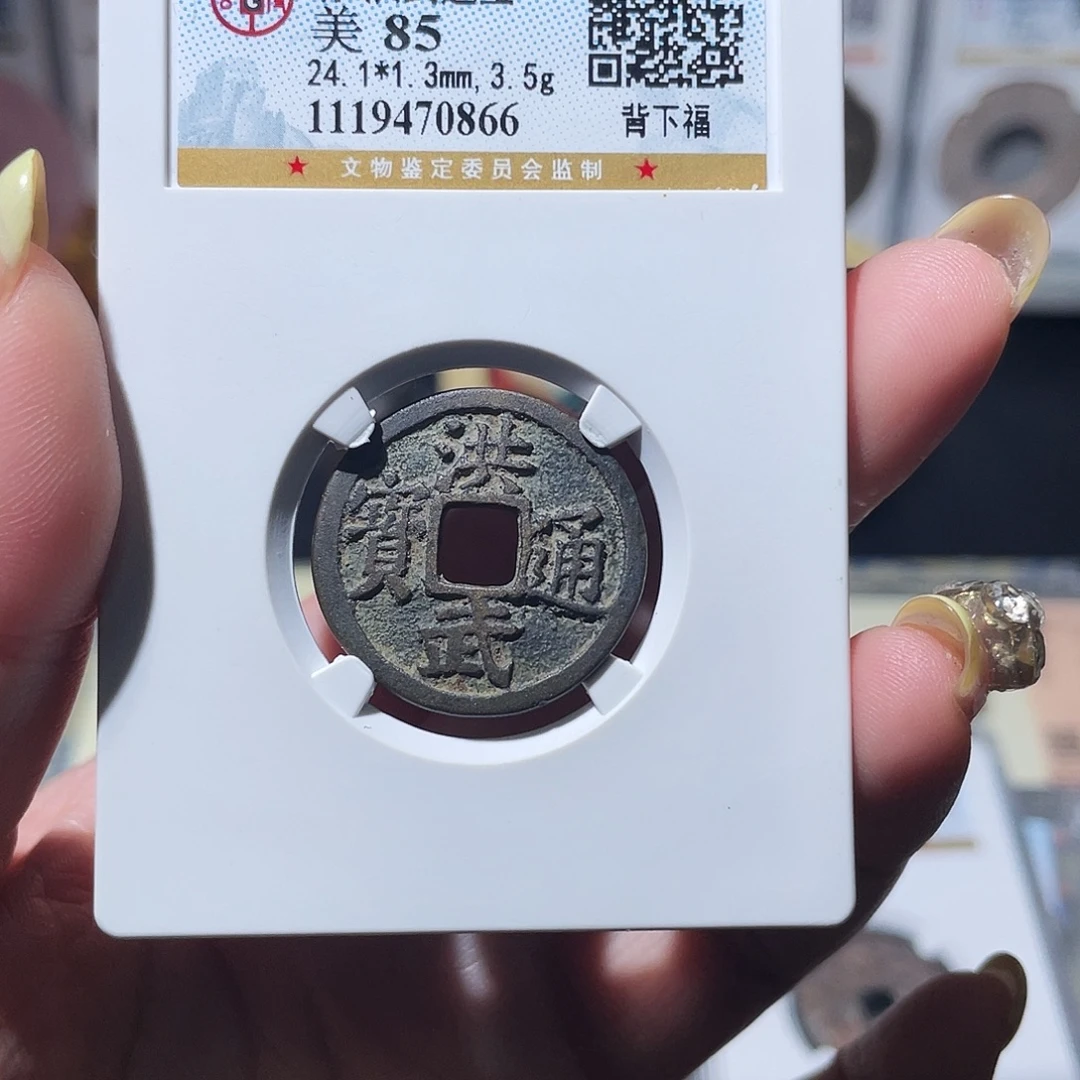 美 85
24.1*1.3mm, 3.5g
1119470866
背下福
★ 文物鉴定委员会监制 ★
洪武通寳